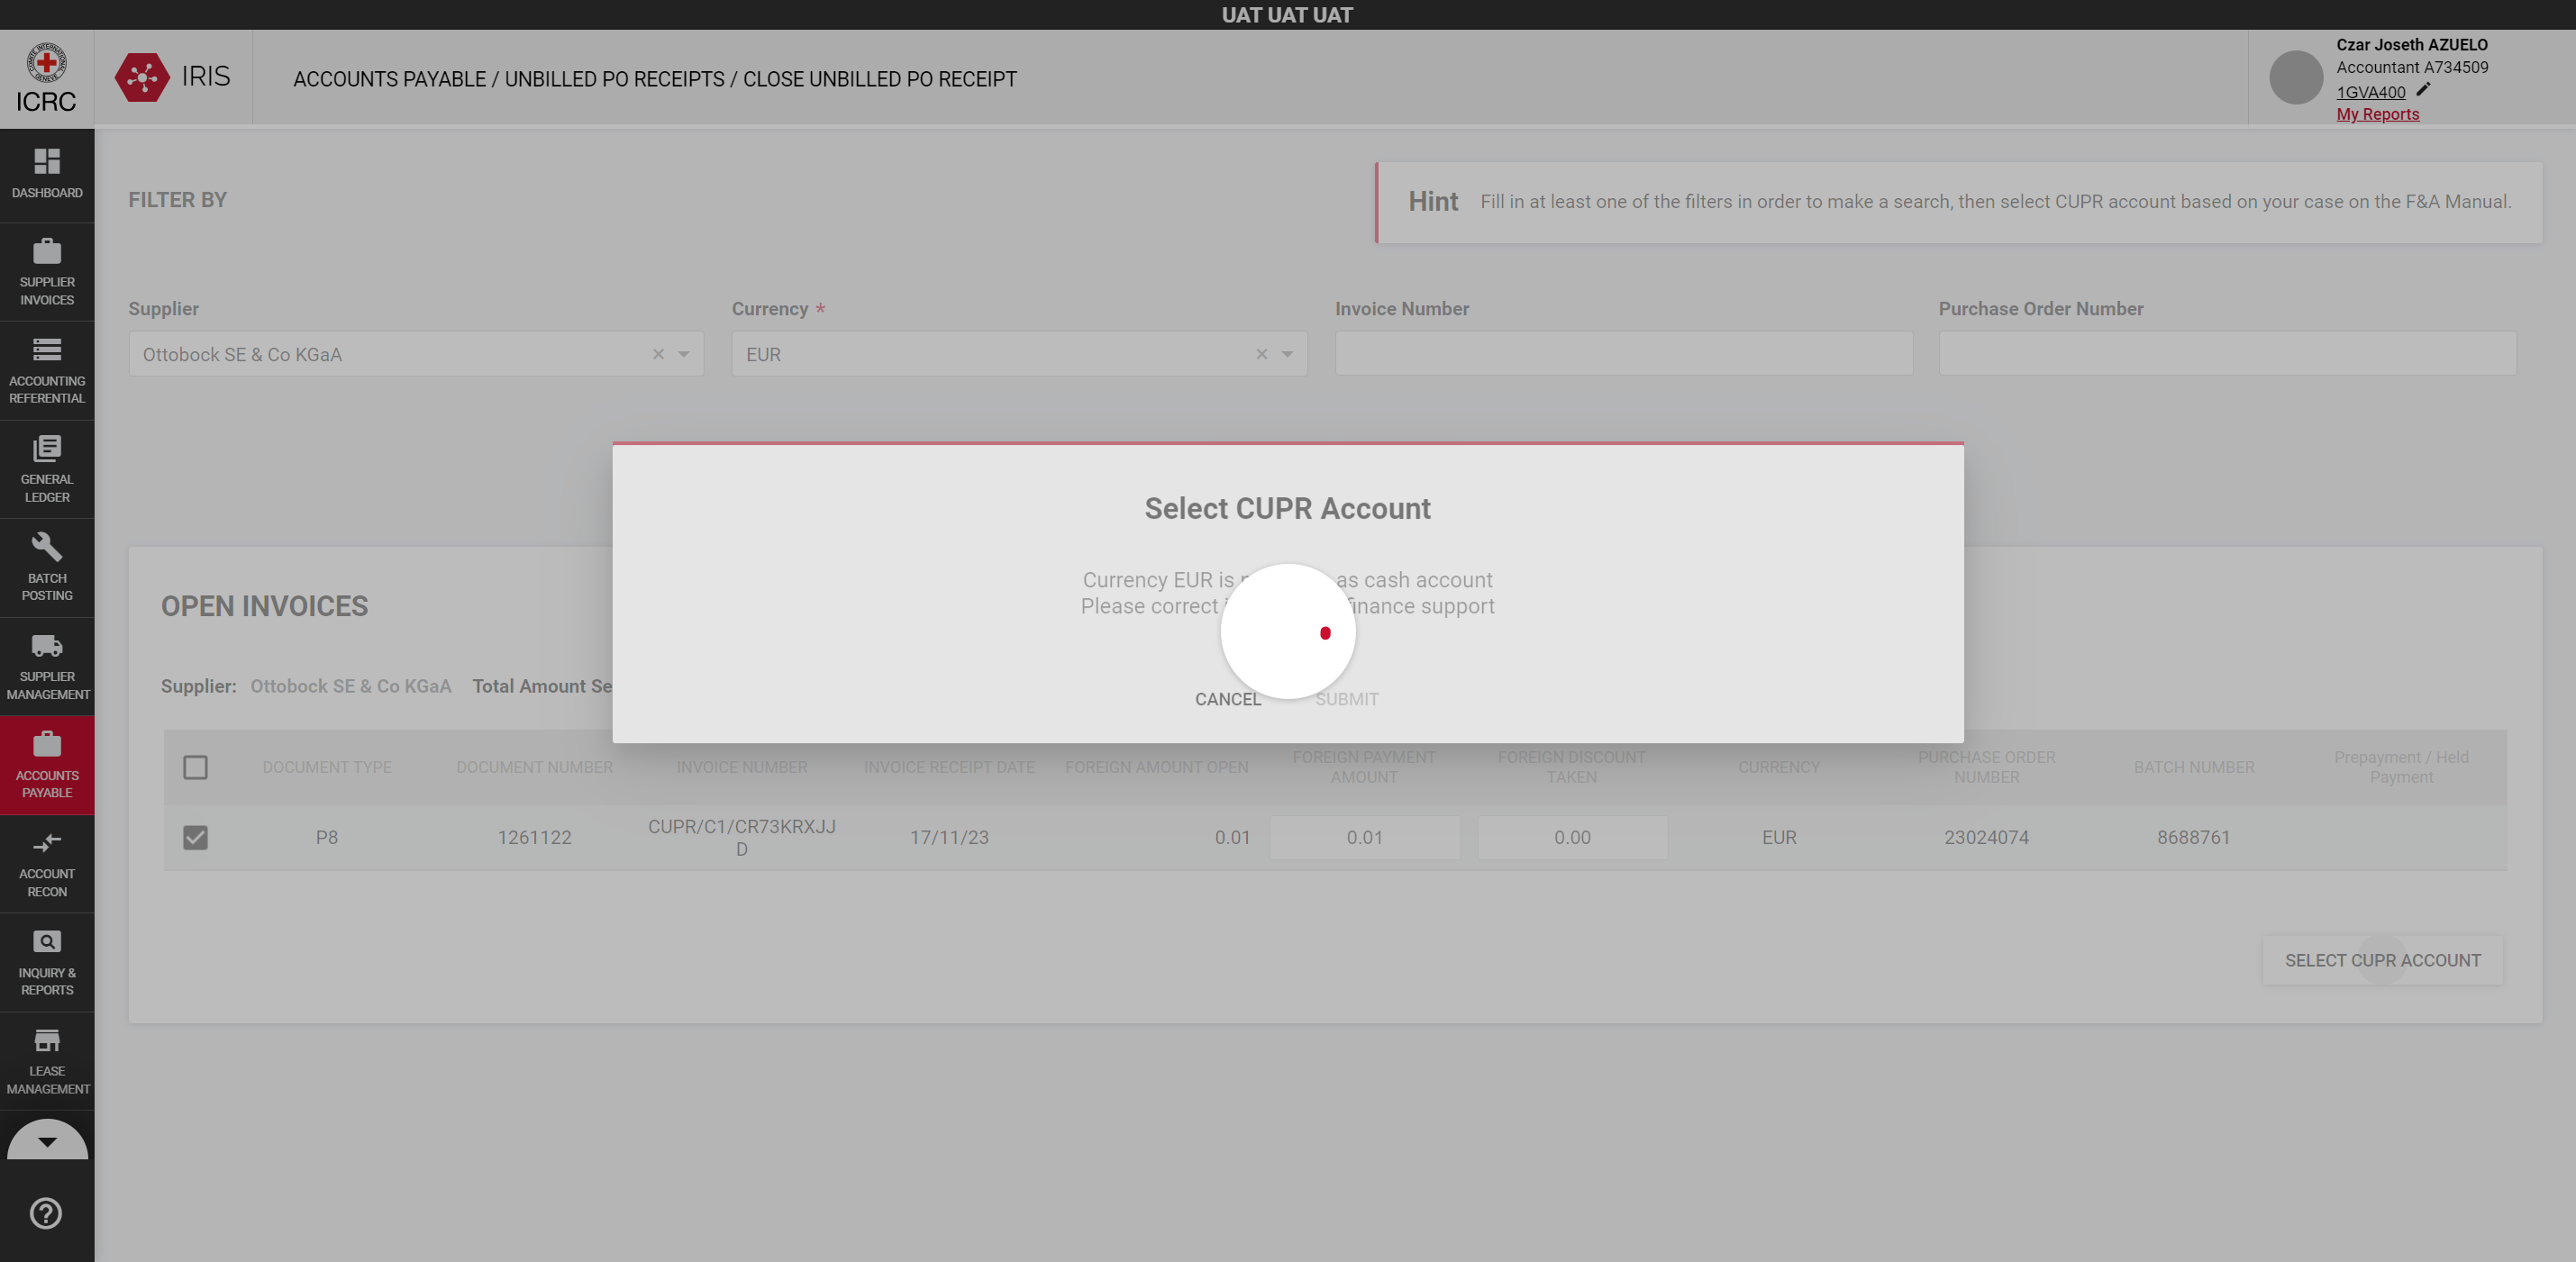 UAT UAT UAT
COMITE INTERNATIONAL GENEVE
ICRC
IRIS
ACCOUNTS PAYABLE / UNBILLED PO RECEIPTS / CLOSE UNBILLED PO RECEIPT
Czar Joseth AZUELO
Accountant A734509
1GVA400
My Reports
DASHBOARD
SUPPLIER
INVOICES
ACCOUNTING
REFERENTIAL
GENERAL
LEDGER
BATCH
POSTING
SUPPLIER
MANAGEMENT
ACCOUNTS
PAYABLE
ACCOUNT
RECON
INQUIRY &
REPORTS
LEASE
MANAGEMENT
FILTER BY
Hint Fill in at least one of the filters in order to make a search, then select CUPR account based on your case on the F&A Manual.
Supplier Currency * Invoice Number Purchase Order Number
Ottobock SE & Co KGaA EUR
Select CUPR Account
Currency EUR is as cash account
Please correct finance support
CANCEL SUBMIT
OPEN INVOICES
Supplier: Ottobock SE & Co KGaA Total Amount Se
DOCUMENT TYPE DOCUMENT NUMBER INVOICE NUMBER INVOICE RECEIPT DATE FOREIGN AMOUNT OPEN FOREIGN PAYMENT AMOUNT FOREIGN DISCOUNT TAKEN CURRENCY PURCHASE ORDER NUMBER BATCH NUMBER Prepayment / Held Payment
P8 1261122 CUPR/C1/CR73KRXJJ 17/11/23 0.01 0.01 0.00 EUR 23024074 8688761
D
SELECT CUPR ACCOUNT